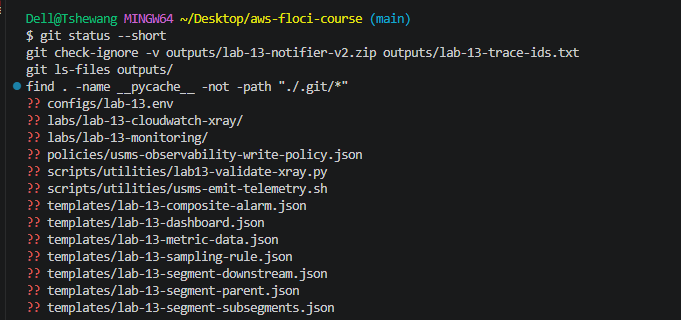 Dell@Tshewang MINGW64 ~/Desktop/aws-floci-course (main)
$ git status --short
git check-ignore -v outputs/lab-13-notifier-v2.zip outputs/lab-13-trace-ids.txt
git ls-files outputs/
find . -name __pycache__ -not -path "./.git/*"
?? configs/lab-13.env
?? labs/lab-13-cloudwatch-xray/
?? labs/lab-13-monitoring/
?? policies/usms-observability-write-policy.json
?? scripts/utilities/lab13-validate-xray.py
?? scripts/utilities/usms-emit-telemetry.sh
?? templates/lab-13-composite-alarm.json
?? templates/lab-13-dashboard.json
?? templates/lab-13-metric-data.json
?? templates/lab-13-sampling-rule.json
?? templates/lab-13-segment-downstream.json
?? templates/lab-13-segment-parent.json
?? templates/lab-13-segment-subsegments.json